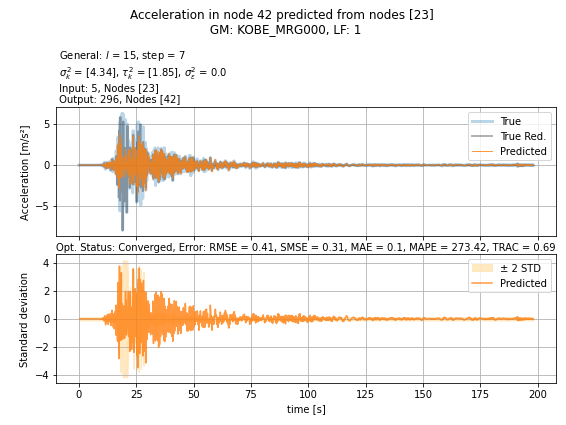 Acceleration in node 42 predicted from nodes [23]
GM: KOBE_MRG000, LF: 1
General: l = 15, step = 7
σ²ₖ = [4.34], τ²ₖ = [1.85], σ²ε = 0.0
Input: 5, Nodes [23]
Output: 296, Nodes [42]
True
True Red.
Predicted
Acceleration [m/s²]
5
0
−5
Opt. Status: Converged, Error: RMSE = 0.41, SMSE = 0.31, MAE = 0.1, MAPE = 273.42, TRAC = 0.69
± 2 STD
Predicted
Standard deviation
4
2
0
−2
−4
0 25 50 75 100 125 150 175 200
time [s]